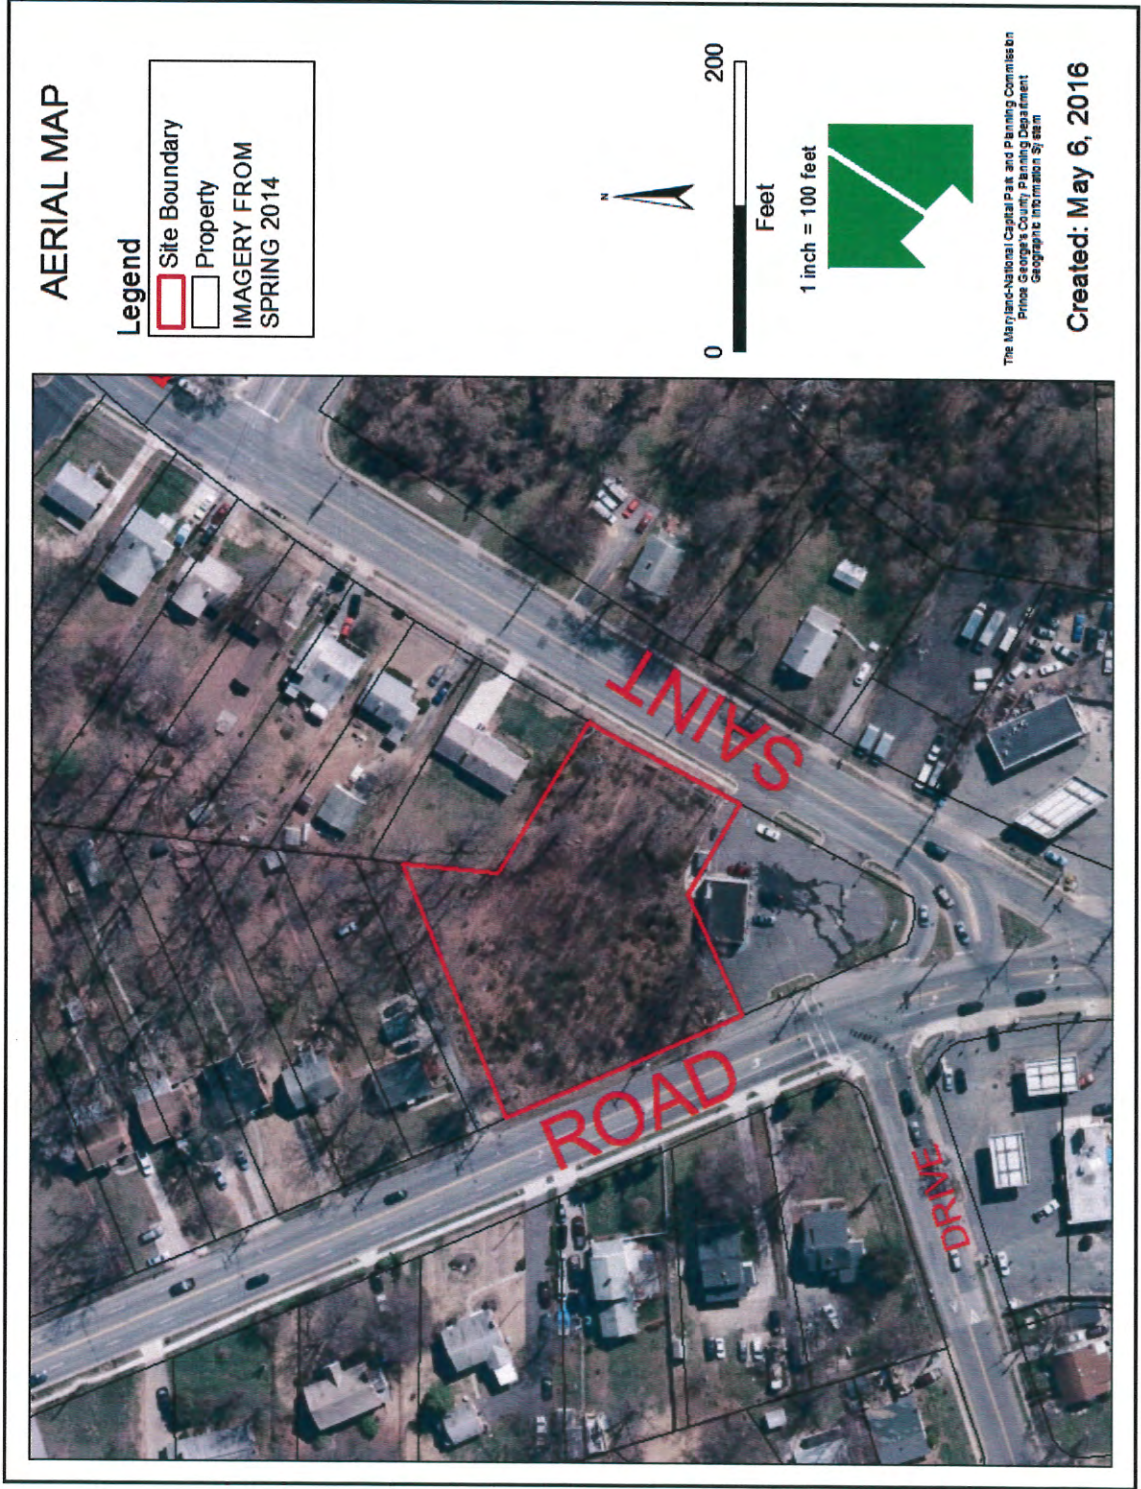 AERIAL MAP
Legend
Site Boundary
Property
IMAGERY FROM
SPRING 2014
N
0
200
Feet
1 inch = 100 feet
The Maryland-National Capital Park and Planning Commission
Prince George's County Planning Department
Geographic Information System
Created: May 6, 2016
SAINT
ROAD
DRIVE